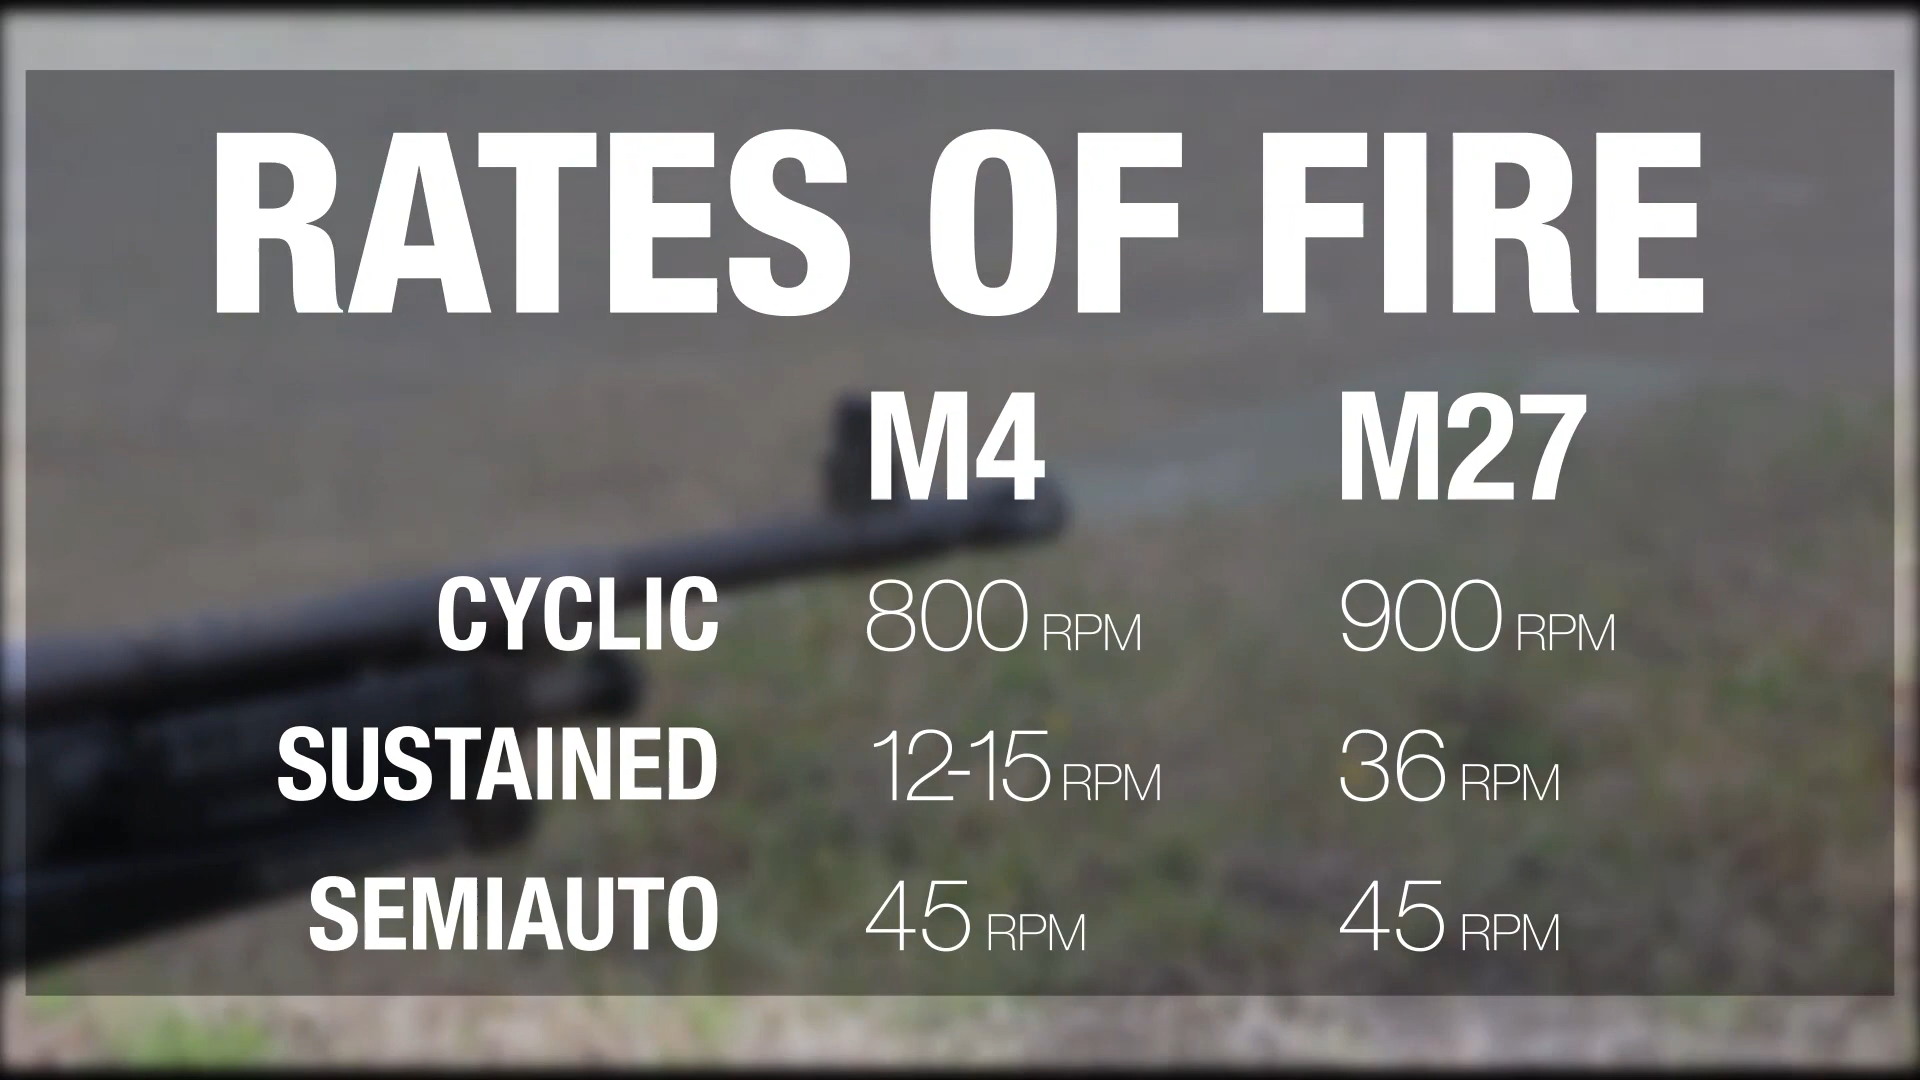 RATES OF FIRE
M4 M27
CYCLIC 800 RPM 900 RPM
SUSTAINED 12-15 RPM 36 RPM
SEMIAUTO 45 RPM 45 RPM